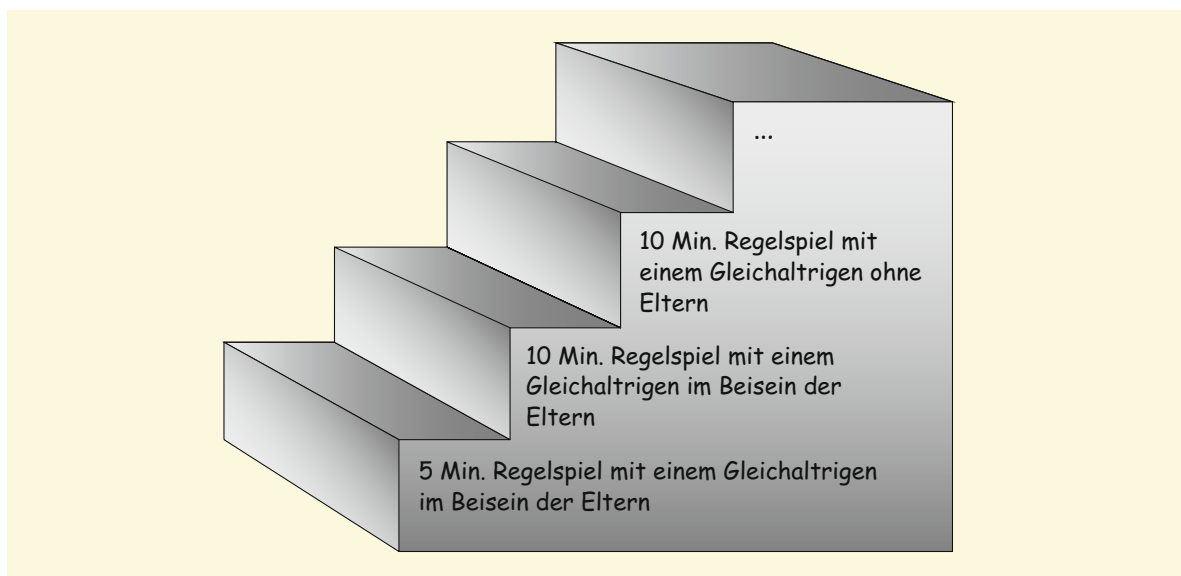 ...
10 Min. Regelspiel mit
einem Gleichaltrigen ohne
Eltern
10 Min. Regelspiel mit einem
Gleichaltrigen im Beisein der
Eltern
5 Min. Regelspiel mit einem Gleichaltrigen
im Beisein der Eltern